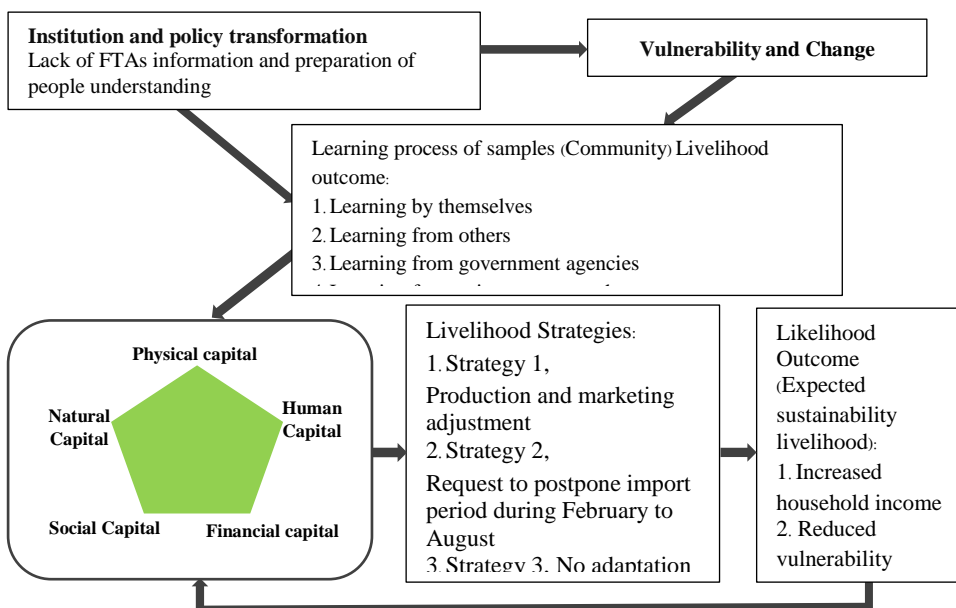 Institution and policy transformation
Lack of FTAs information and preparation of
people understanding
Vulnerability and Change
Learning process of samples (Community) Livelihood
outcome:
1. Learning by themselves
2. Learning from others
3. Learning from government agencies
Physical capital
Natural
Capital
Human
Capital
Social Capital
Financial capital
Livelihood Strategies:
1. Strategy 1,
Production and marketing
adjustment
2. Strategy 2,
Request to postpone import
period during February to
August
3. Strategy 3, No adaptation
Likelihood
Outcome
(Expected
sustainability
livelihood):
1. Increased
household income
2. Reduced
vulnerability